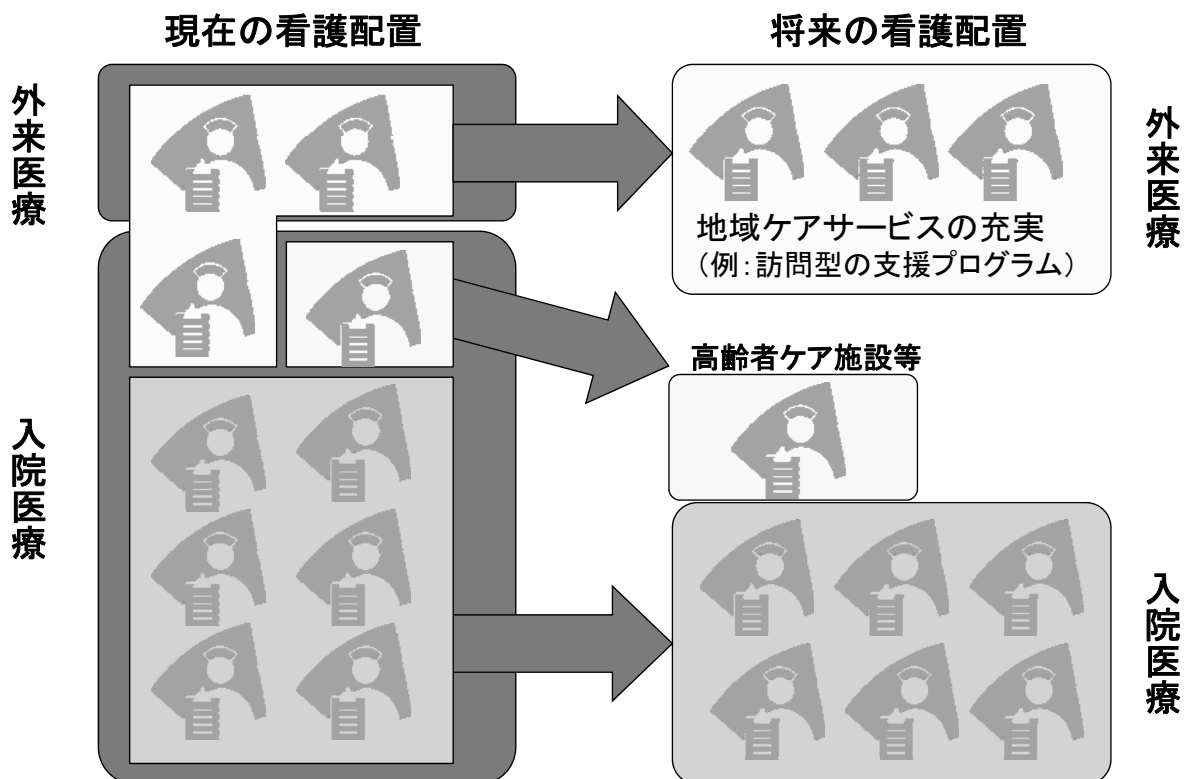 現在の看護配置
将来の看護配置
外来医療
外来医療
地域ケアサービスの充実
（例：訪問型の支援プログラム）
高齢者ケア施設等
入院医療
入院医療